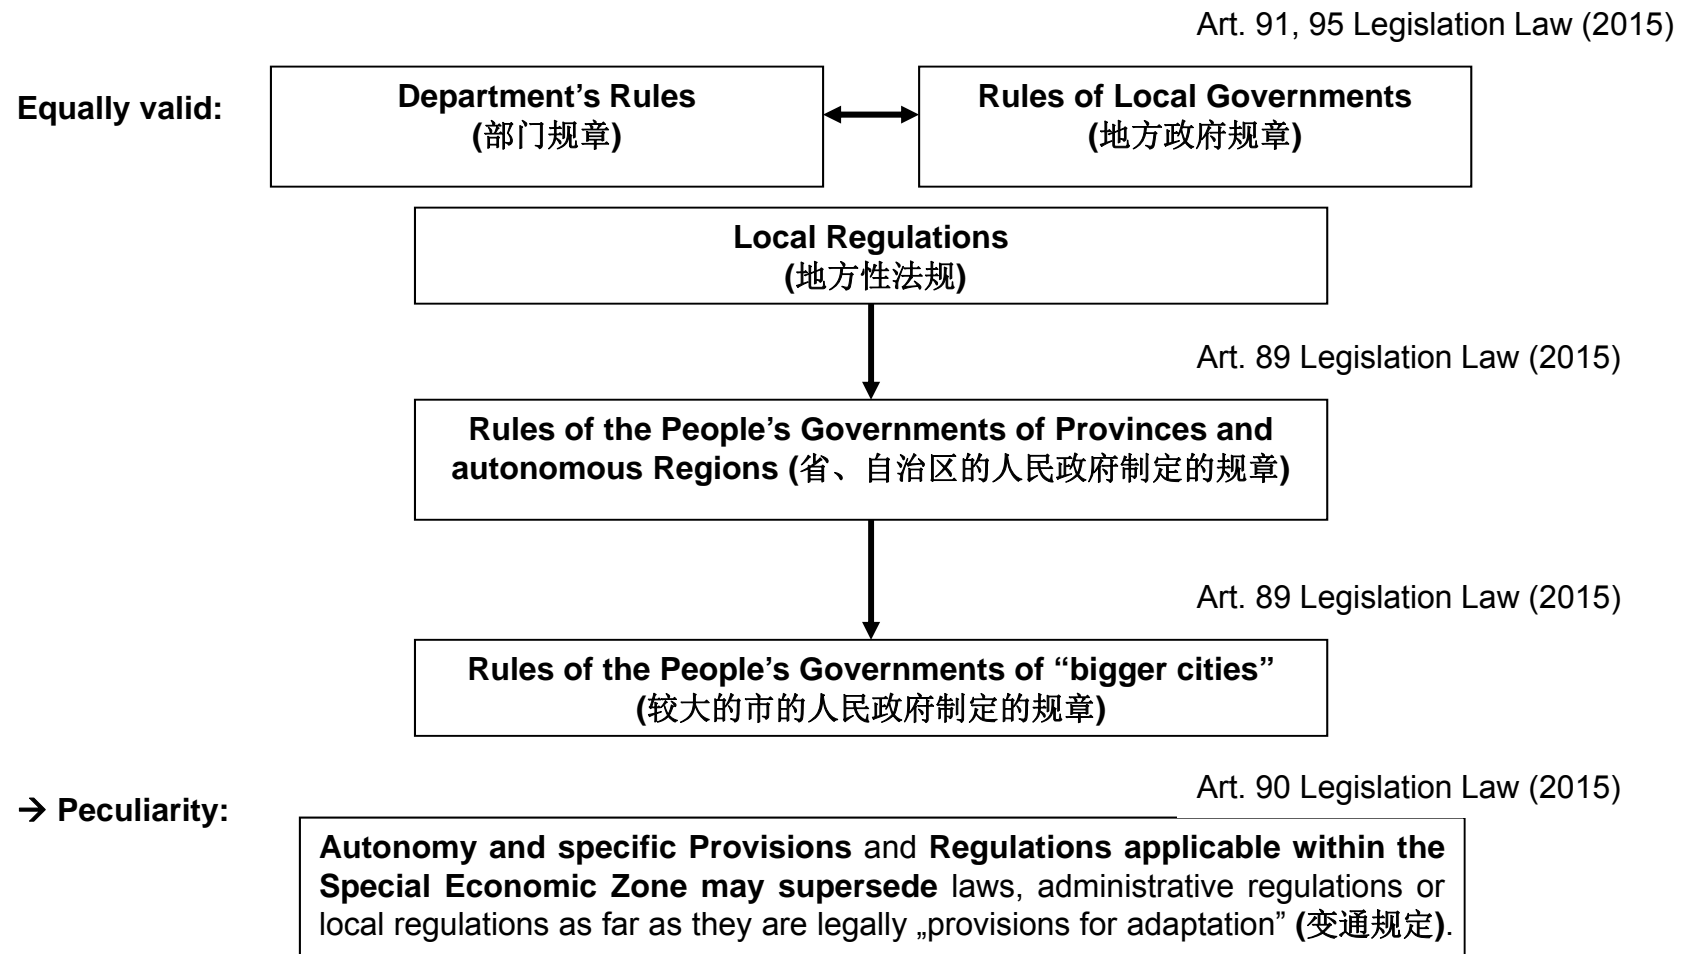 Art. 91, 95 Legislation Law (2015)
Equally valid:
Department’s Rules
(部门规章)
Rules of Local Governments
(地方政府规章)
Local Regulations
(地方性法规)
Art. 89 Legislation Law (2015)
Rules of the People’s Governments of Provinces and
autonomous Regions (省、自治区的人民政府制定的规章)
Art. 89 Legislation Law (2015)
Rules of the People’s Governments of “bigger cities”
(较大的市的人民政府制定的规章)
Art. 90 Legislation Law (2015)
→ Peculiarity:
Autonomy and specific Provisions and Regulations applicable within the
Special Economic Zone may supersede laws, administrative regulations or
local regulations as far as they are legally „provisions for adaptation” (变通规定).